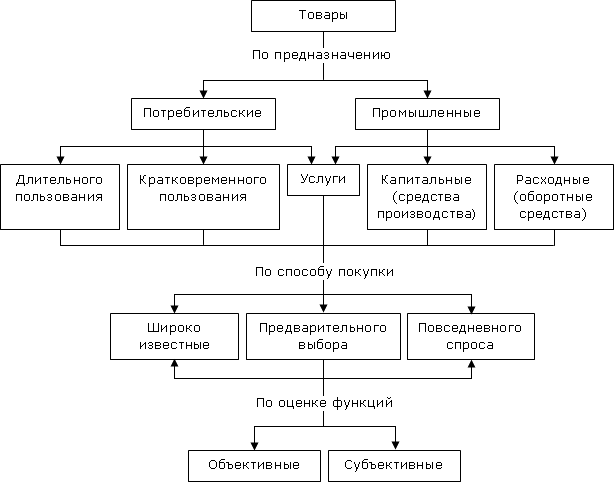 Товары
По предназначению
Потребительские
Промышленные
Длительного
пользования
Кратковременного
пользования
Услуги
Капитальные
(средства
производства)
Расходные
(оборотные
средства)
По способу покупки
Широко
известные
Предварительного
выбора
Повседневного
спроса
По оценке функций
Объективные
Субъективные